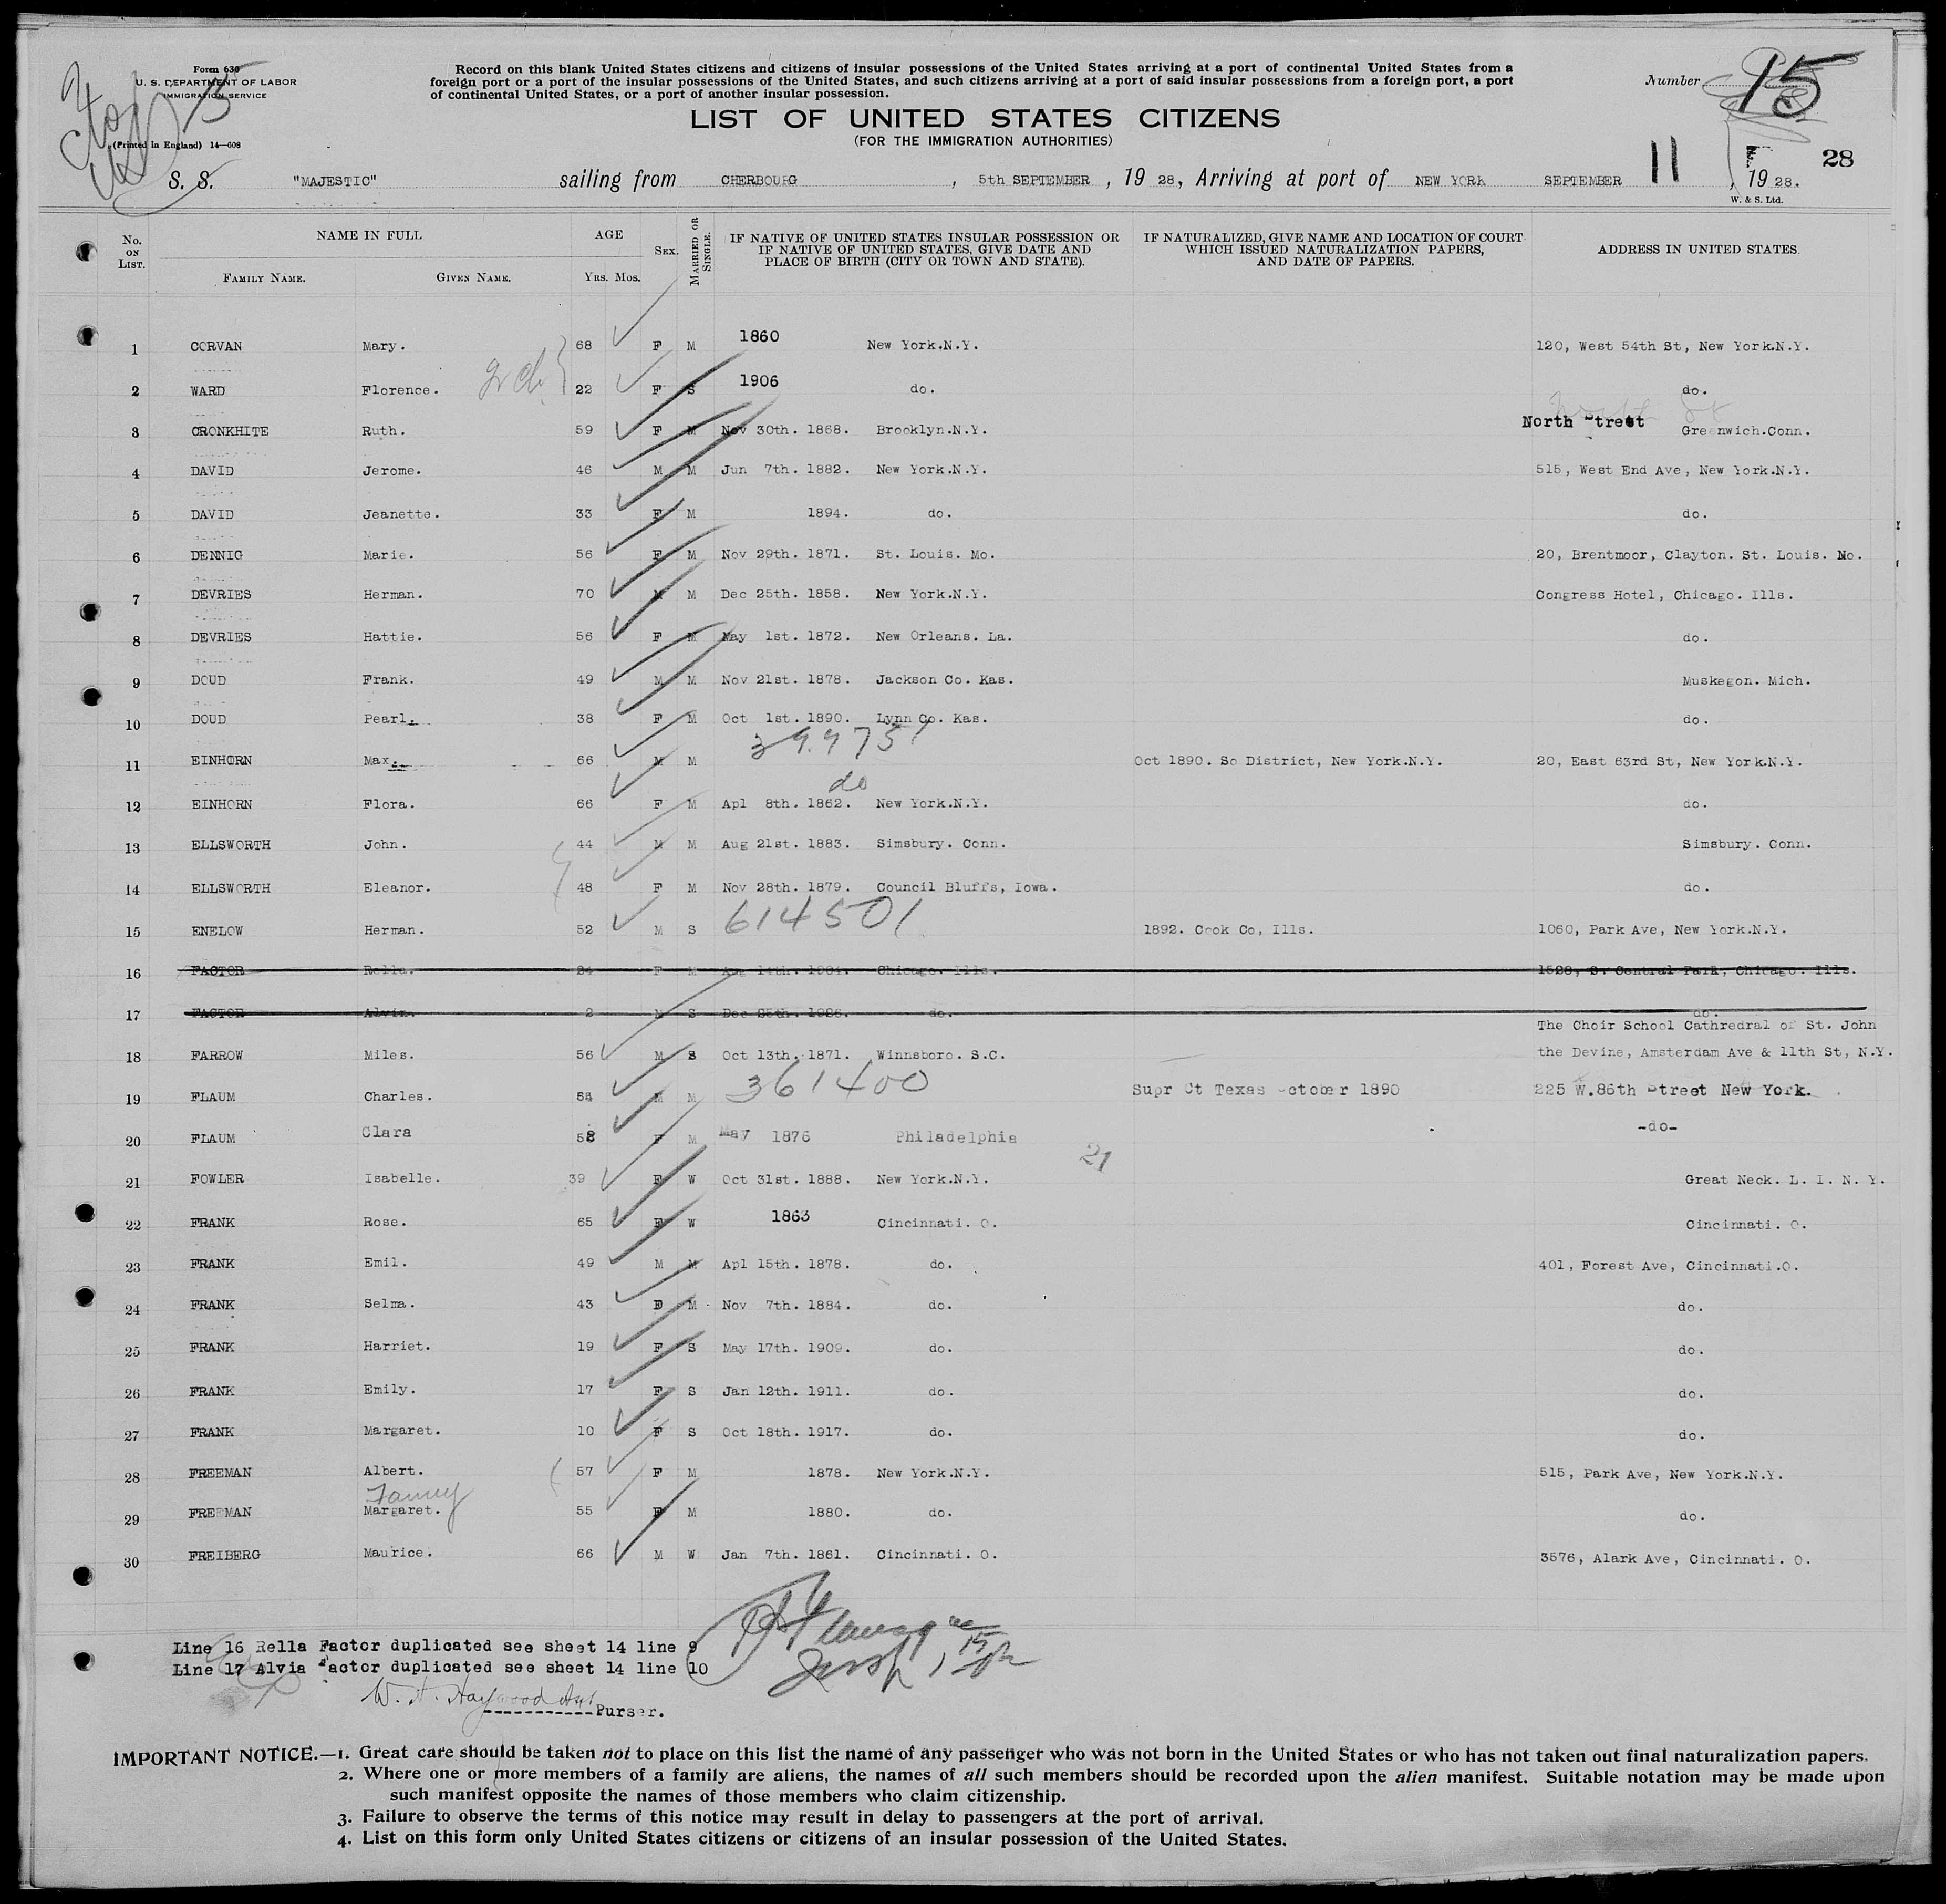 Form 630
U. S. DEPARTMENT OF LABOR
IMMIGRATION SERVICE
(Printed in England) 14—608
Record on this blank United States citizens and citizens of insular possessions of the United States arriving at a port of continental United States from a
foreign port or a port of the insular possessions of the United States, and such citizens arriving at a port of said insular possessions from a foreign port, a port
of continental United States, or a port of another insular possession.
Number 15
LIST OF UNITED STATES CITIZENS
(FOR THE IMMIGRATION AUTHORITIES)
S. S. "MAJESTIC" sailing from CHERBOURG, 5th SEPTEMBER, 19 28, Arriving at port of NEW YORK SEPTEMBER 11, 19 28.
28
W. & S. Ltd.
No. ON LIST. NAME IN FULL FAMILY NAME. GIVEN NAME. AGE YRS. MOS. SEX. MARRIED OR SINGLE. IF NATIVE OF UNITED STATES INSULAR POSSESSION OR IF NATIVE OF UNITED STATES, GIVE DATE AND PLACE OF BIRTH (CITY OR TOWN AND STATE). IF NATURALIZED, GIVE NAME AND LOCATION OF COURT WHICH ISSUED NATURALIZATION PAPERS, AND DATE OF PAPERS. ADDRESS IN UNITED STATES.
1 CORVAN Mary. 68 F M 1860 New York.N.Y. 120, West 54th St, New York.N.Y.
2 WARD Florence. 22 F S 1906 do. do.
3 CRONKHITE Ruth. 59 F M Nov 30th. 1868. Brooklyn.N.Y. North Street Greenwich.Conn.
4 DAVID Jerome. 46 M M Jun 7th. 1882. New York.N.Y. 515, West End Ave, New York.N.Y.
5 DAVID Jeanette. 33 F M 1894. do. do.
6 DENNIG Marie. 56 F M Nov 29th. 1871. St. Louis. Mo. 20, Brentmoor, Clayton. St. Louis. Mo.
7 DEVRIES Herman. 70 M M Dec 25th. 1858. New York.N.Y. Congress Hotel, Chicago. Ills.
8 DEVRIES Hattie. 56 F M May 1st. 1872. New Orleans. La. do.
9 DOUD Frank. 49 M M Nov 21st. 1878. Jackson Co. Kas. Muskegon. Mich.
10 DOUD Pearl. 38 F M Oct 1st. 1890. Lynn Co. Kas. do.
11 EINHORN Max. 66 M M Oct 1890. So District, New York.N.Y. 20, East 63rd St, New York.N.Y.
do
12 EINHORN Flora. 66 F M Apl 8th. 1862. New York.N.Y. do.
13 ELLSWORTH John. 44 M M Aug 21st. 1883. Simsbury. Conn. Simsbury. Conn.
14 ELLSWORTH Eleanor. 48 F M Nov 28th. 1879. Council Bluffs, Iowa. do.
15 ENELOW Herman. 52 M S 614501 1892. Cook Co, Ills. 1060, Park Ave, New York.N.Y.
16 FACTOR Rella. 24 F M Aug 14th. 1904. Chicago. Ills. 1528, S. Central Park, Chicago. Ills.
17 FACTOR Alvin. 2 M S Dec 25th. 1926. do. do.
18 FARROW Miles. 56 M S Oct 13th. 1871. Winnsboro. S.C. The Choir School Cathredral of St. John
the Devine, Amsterdam Ave & 11th St, N.Y.
19 FLAUM Charles. 54 M M 361400 Supr Ct Texas October 1890 225 W.86th Street New York.
20 FLAUM Clara 58 F M May 1876 Philadelphia -do-
21
21 FOWLER Isabelle. 39 F W Oct 31st. 1888. New York.N.Y. Great Neck. L. I. N. Y.
22 FRANK Rose. 65 F W 1863 Cincinnati. O. Cincinnati. O.
23 FRANK Emil. 49 M M Apl 15th. 1878. do. 401, Forest Ave, Cincinnati.O.
24 FRANK Selma. 43 F M Nov 7th. 1884. do. do.
25 FRANK Harriet. 19 F S May 17th. 1909. do. do.
26 FRANK Emily. 17 F S Jan 12th. 1911. do. do.
27 FRANK Margaret. 10 F S Oct 18th. 1917. do. do.
28 FREEMAN Albert. 57 F M 1878. New York.N.Y. 515, Park Ave, New York.N.Y.
Fanny
29 FREEMAN Margaret. 55 F M 1880. do. do.
30 FREIBERG Maurice. 66 M W Jan 7th. 1861. Cincinnati. O. 3576, Alark Ave, Cincinnati. O.
Line 16 Rella Factor duplicated see sheet 14 line 9
Line 17 Alvia Factor duplicated see sheet 14 line 10
W. A. Haywood
Purser.
IMPORTANT NOTICE.—1. Great care should be taken not to place on this list the name of any passenger who was not born in the United States or who has not taken out final naturalization papers.
2. Where one or more members of a family are aliens, the names of all such members should be recorded upon the alien manifest. Suitable notation may be made upon
such manifest opposite the names of those members who claim citizenship.
3. Failure to observe the terms of this notice may result in delay to passengers at the port of arrival.
4. List on this form only United States citizens or citizens of an insular possession of the United States.